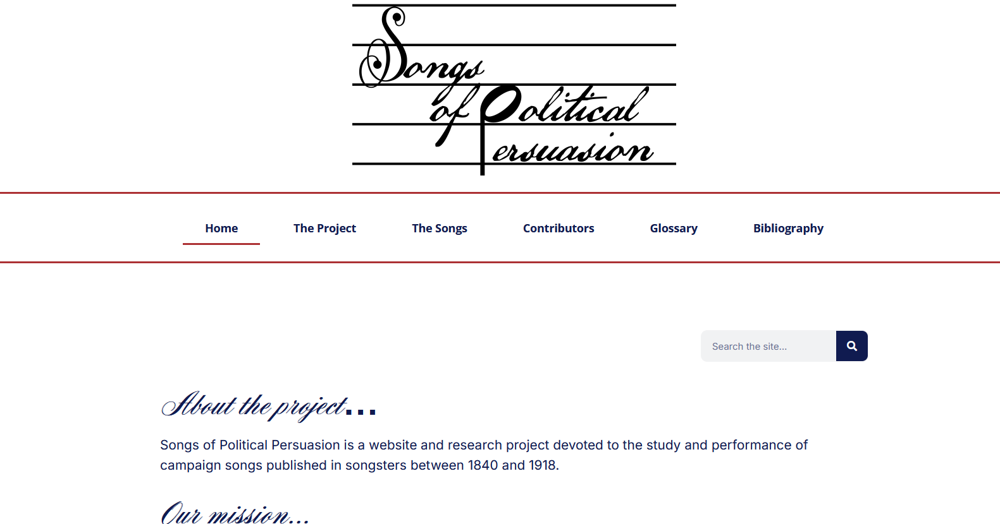 Songs
of Political
Persuasion
Home The Project The Songs Contributors Glossary Bibliography
Search the site...
About the project...
Songs of Political Persuasion is a website and research project devoted to the study and performance of
campaign songs published in songsters between 1840 and 1918.
Our mission...